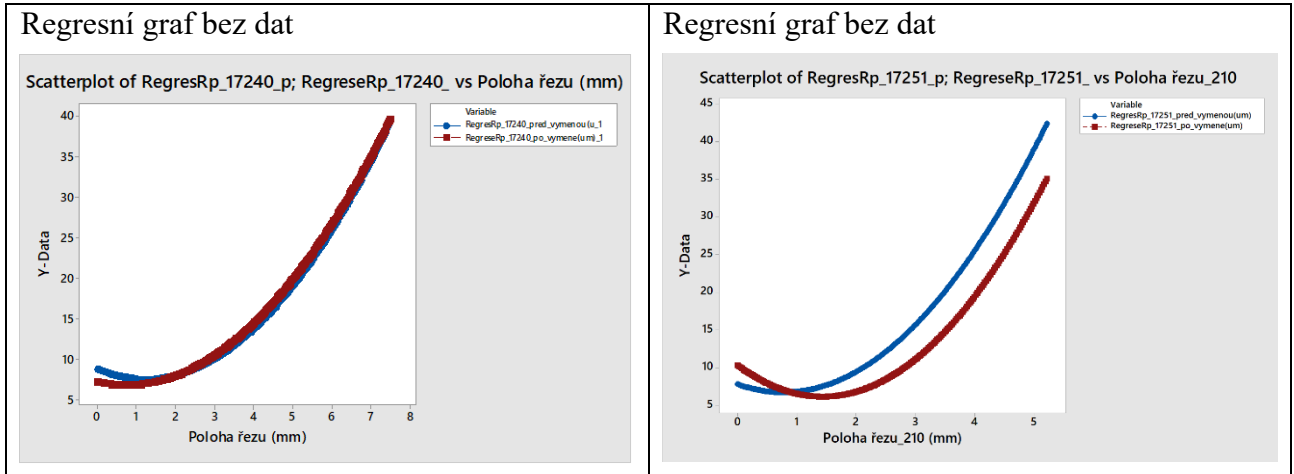 Regresní graf bez dat
Scatterplot of RegresRp_17240_p; RegreseRp_17240_ vs Poloha řezu (mm)
Variable
RegresRp_17240_pred_vymenou(u_1
RegreseRp_17240_po_vymene(um)_1
40
35
30
25
20
15
10
5
Y-Data
0 1 2 3 4 5 6 7 8
Poloha řezu (mm)
Regresní graf bez dat
Scatterplot of RegresRp_17251_p; RegreseRp_17251_ vs Poloha řezu_210
Variable
RegresRp_17251_pred_vymenou(um)
RegreseRp_17251_po_vymene(um)
45
40
35
30
25
20
15
10
5
Y-Data
0 1 2 3 4 5
Poloha řezu_210 (mm)